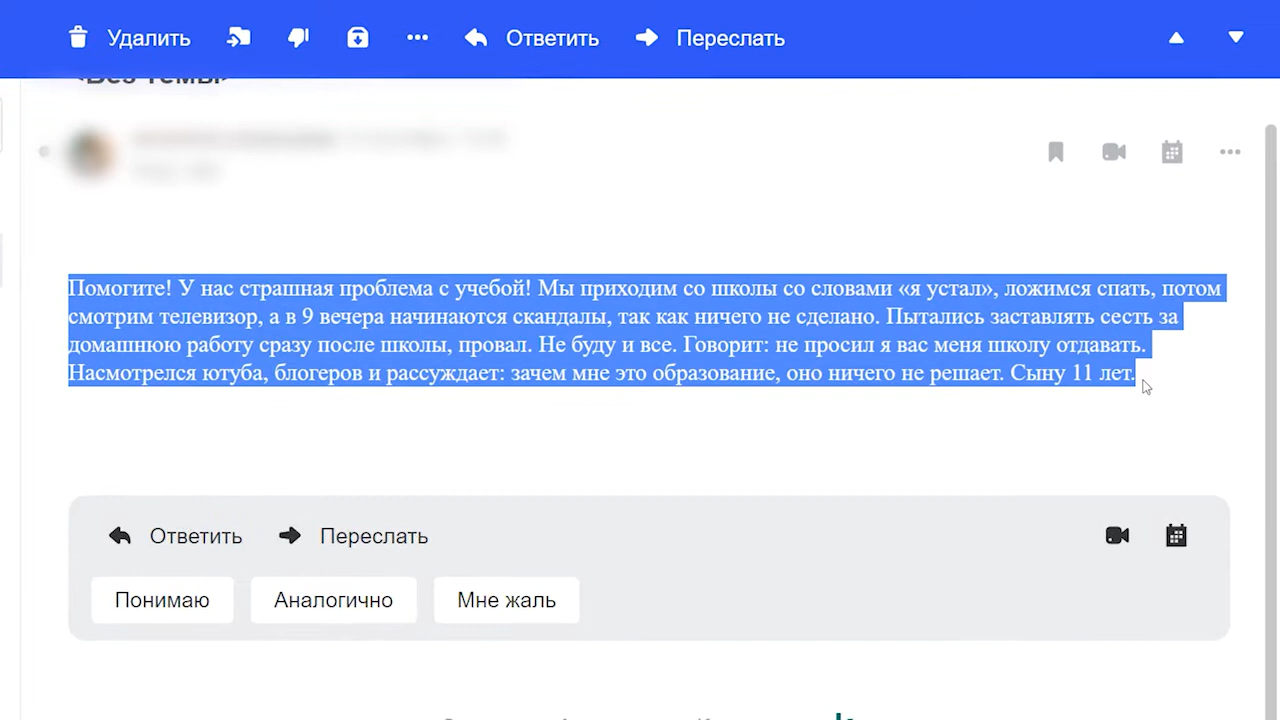 Удалить
Ответить
Переслать
<Без темы>
Помогите! У нас страшная проблема с учебой! Мы приходим со школы со словами «я устал», ложимся спать, потом
смотрим телевизор, а в 9 вечера начинаются скандалы, так как ничего не сделано. Пытались заставлять сесть за
домашнюю работу сразу после школы, провал. Не буду и все. Говорит: не просил я вас меня школу отдавать.
Насмотрелся ютуба, блогеров и рассуждает: зачем мне это образование, оно ничего не решает. Сыну 11 лет.
Ответить
Переслать
Понимаю
Аналогично
Мне жаль